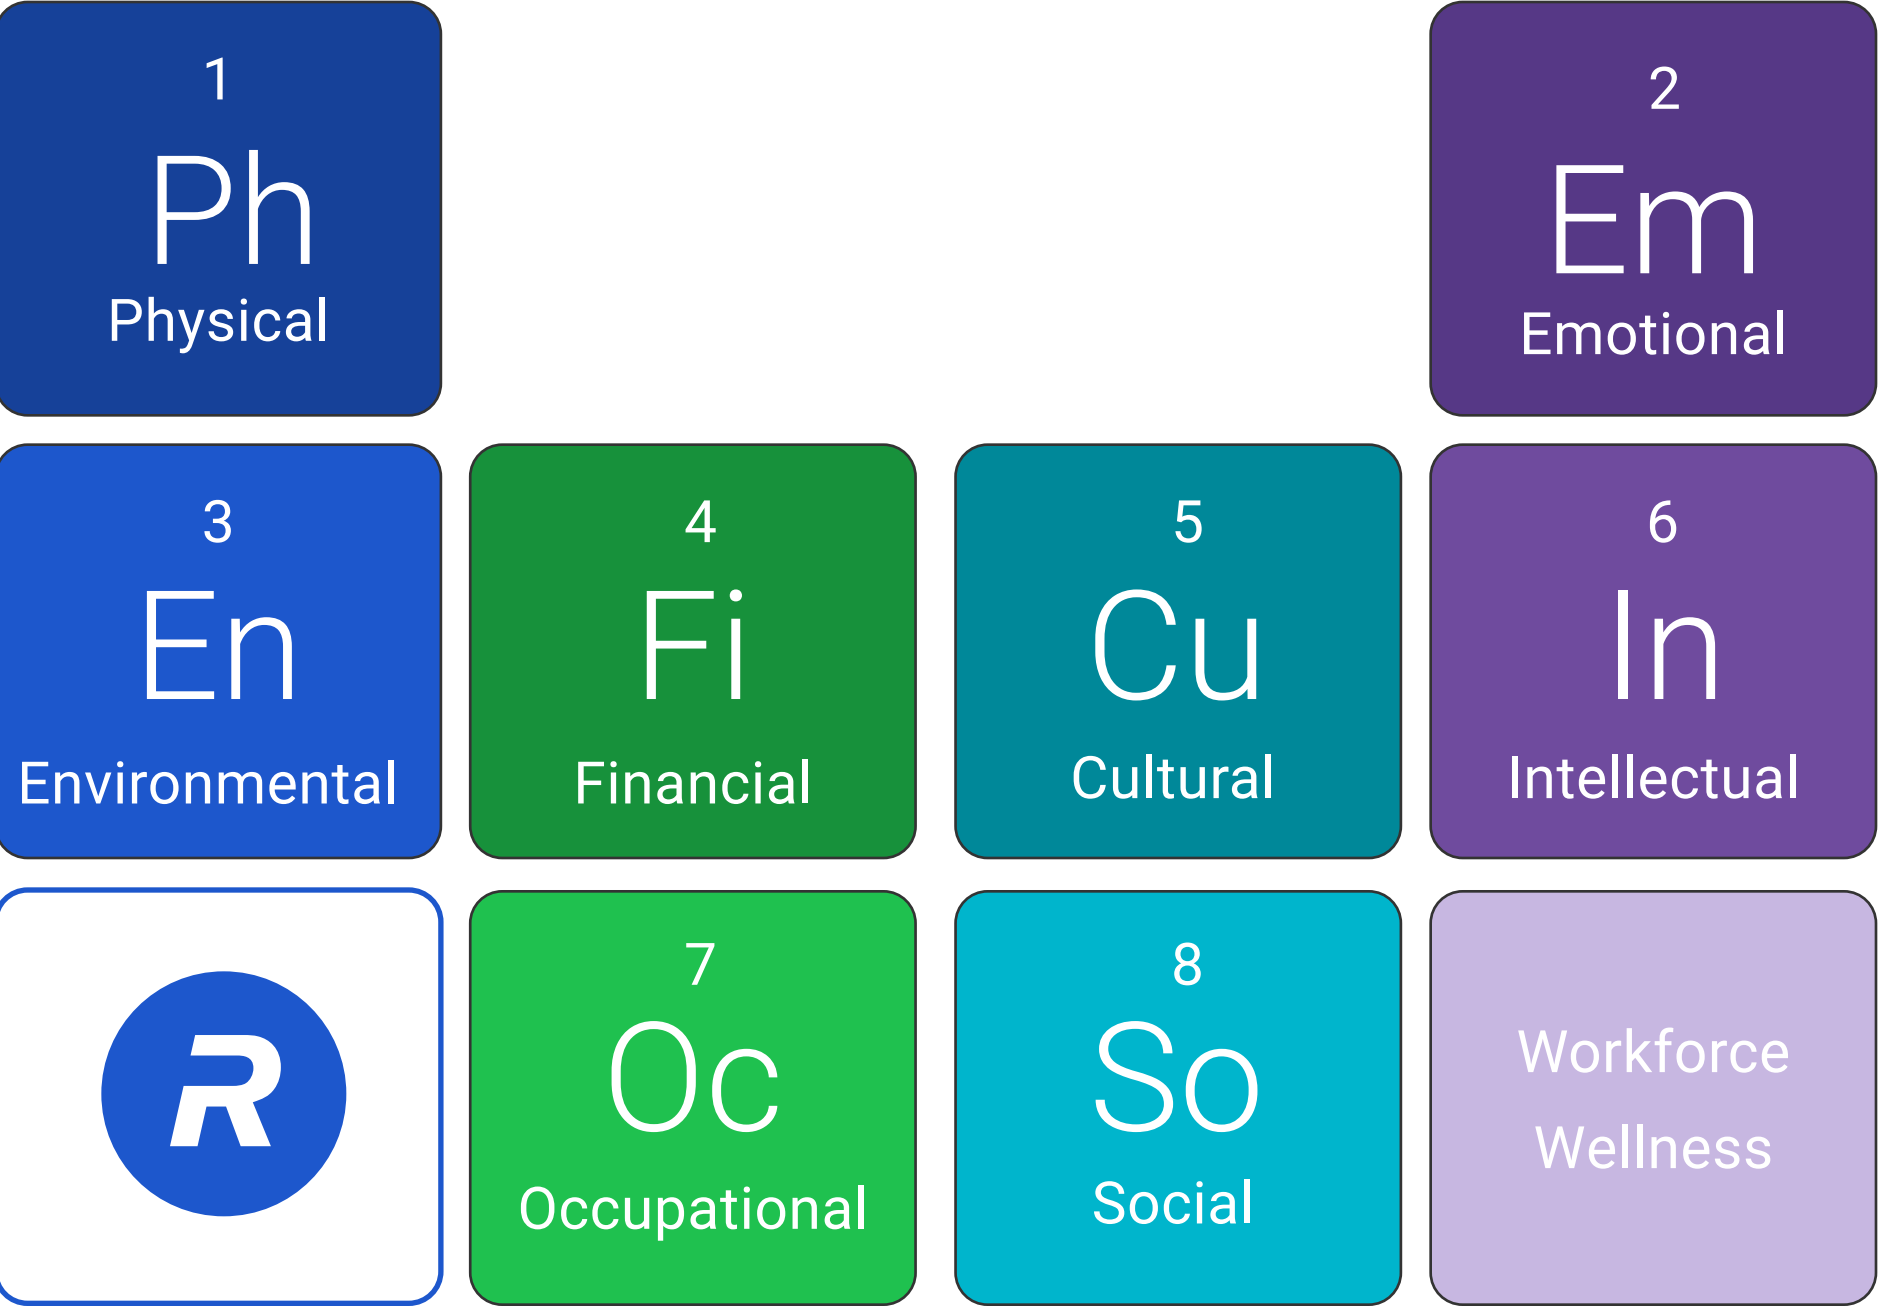 1
Ph
Physical
2
Em
Emotional
3
En
Environmental
4
Fi
Financial
5
Cu
Cultural
6
In
Intellectual
R
7
Oc
Occupational
8
So
Social
Workforce
Wellness